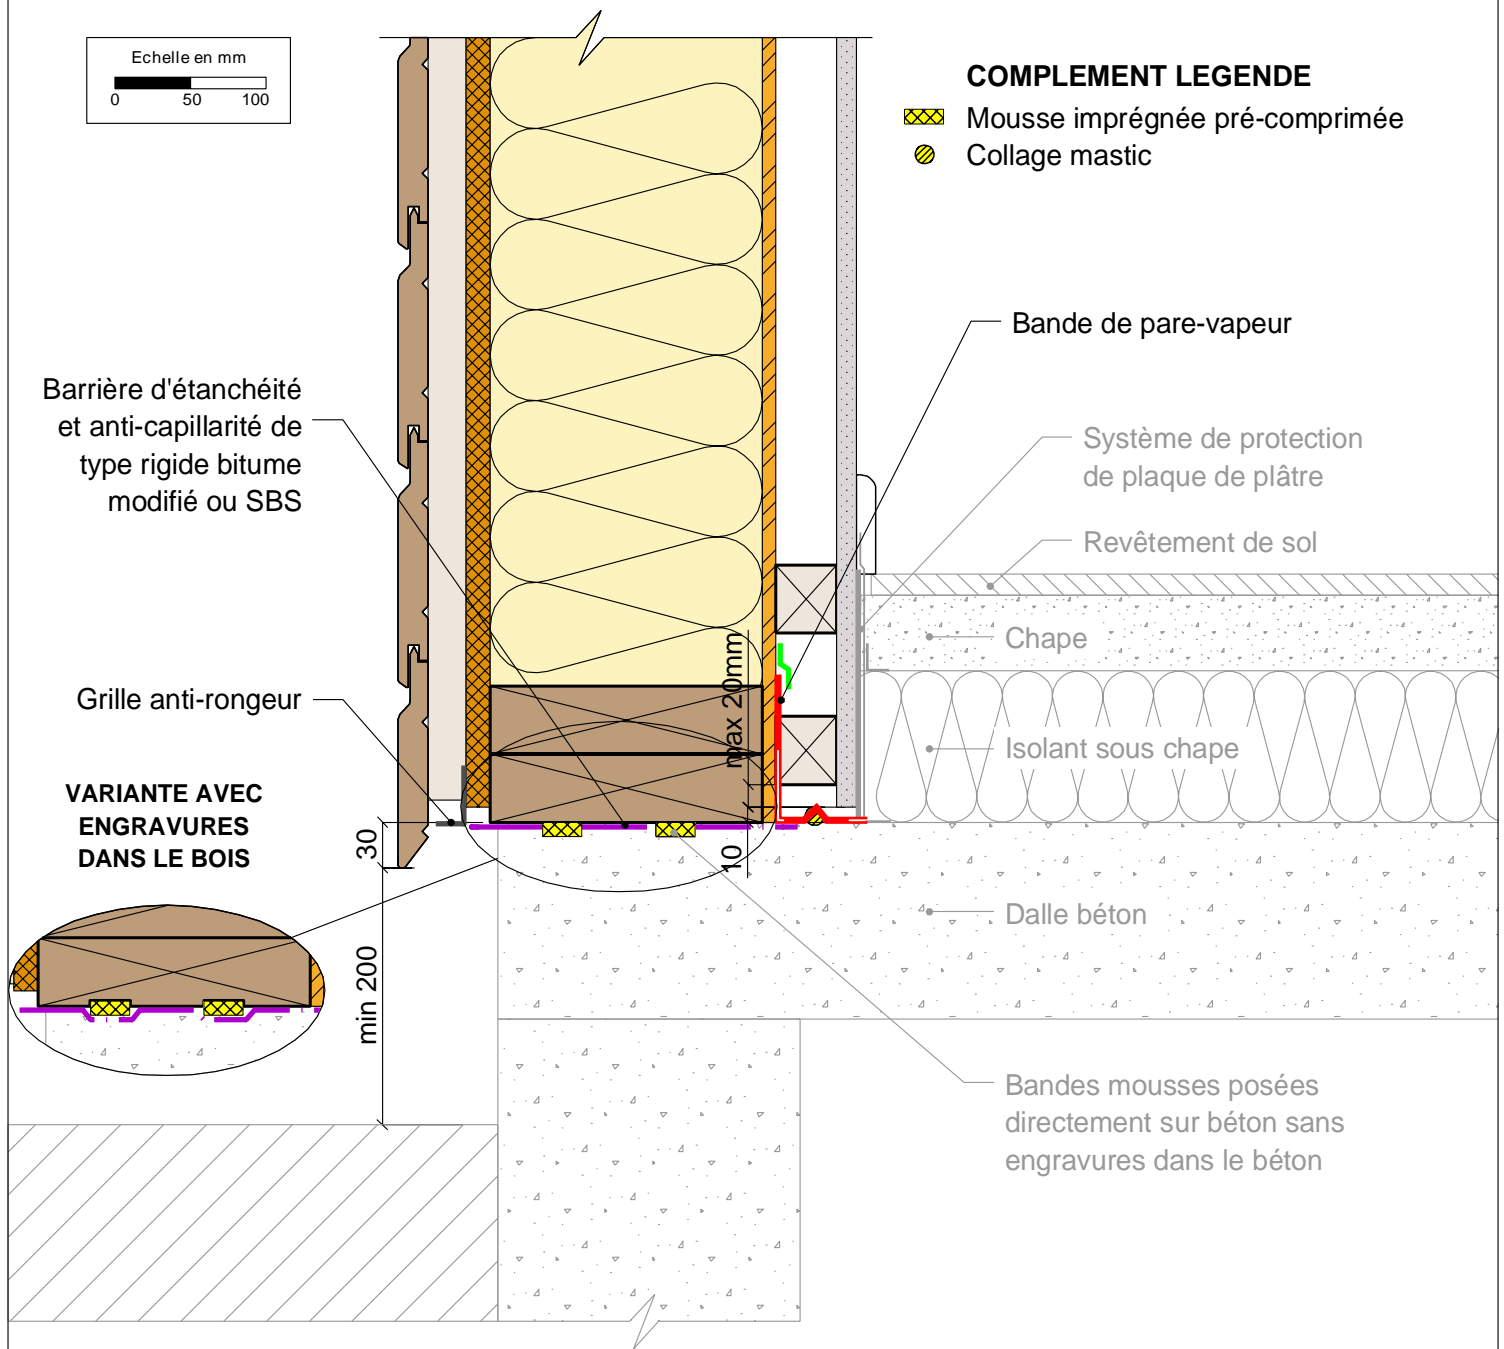 Echelle en mm
0 50 100
COMPLEMENT LEGENDE
Mousse imprégnée pré-comprimée
Collage mastic
Bande de pare-vapeur
Barrière d'étanchéité
et anti-capillarité de
type rigide bitume
modifié ou SBS
Système de protection
de plaque de plâtre
Revêtement de sol
Chape
Grille anti-rongeur
max 20mm
Isolant sous chape
VARIANTE AVEC
ENGRAVURES
DANS LE BOIS
30
10
Dalle béton
min 200
Bandes mousses posées
directement sur béton sans
engravures dans le béton